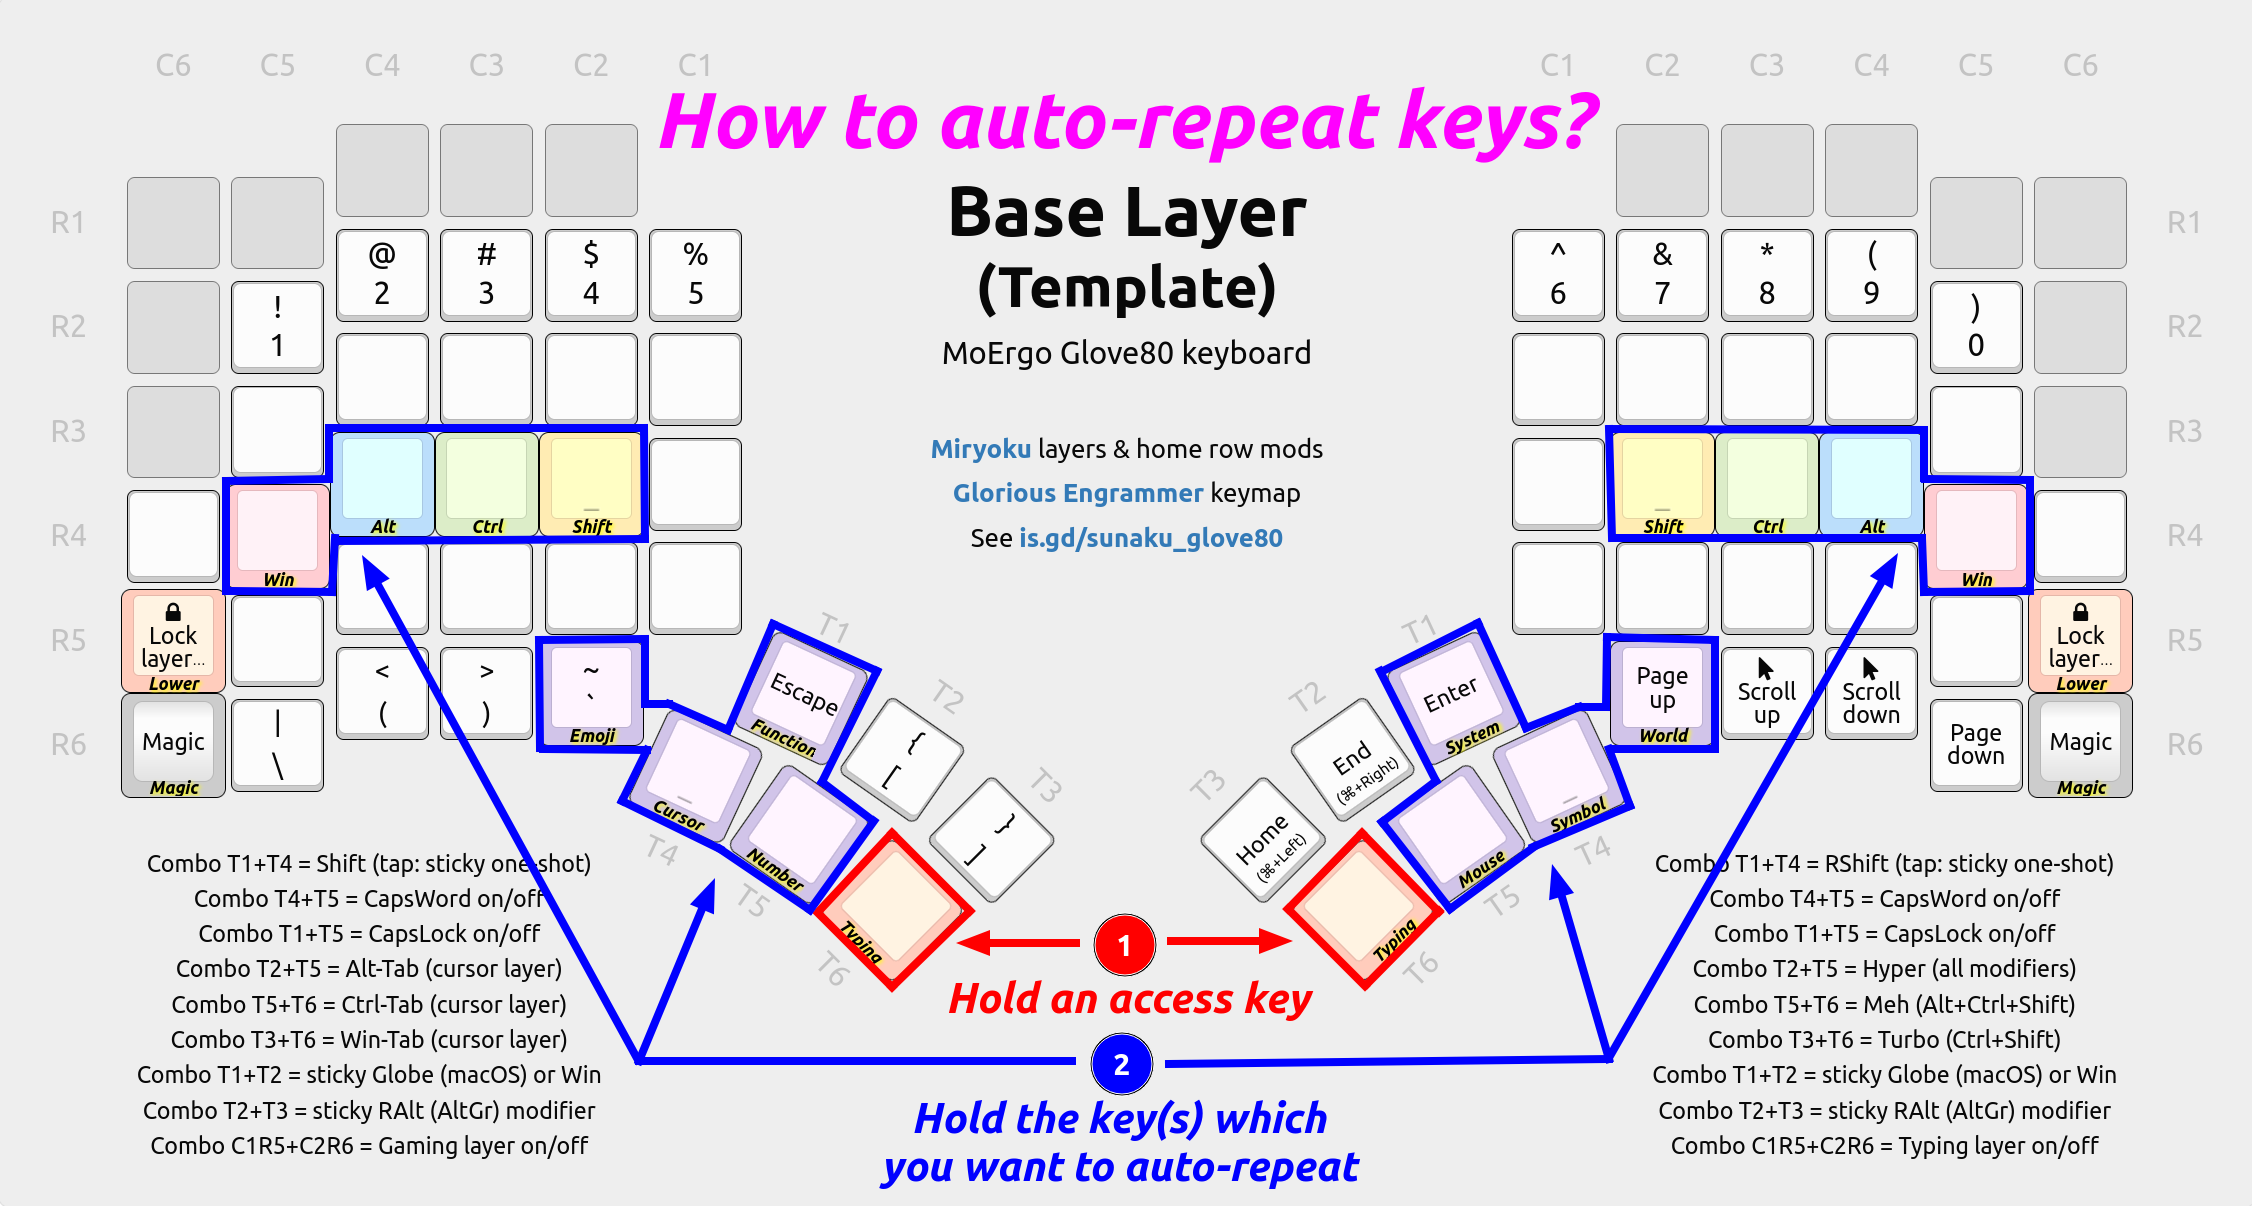 C6 C5 C4 C3 C2 C1
C1 C2 C3 C4 C5 C6
How to auto-repeat keys?
Base Layer
(Template)
MoErgo Glove80 keyboard
Miryoku layers & home row mods
Glorious Engrammer keymap
See is.gd/sunaku_glove80
R1
R2
R3
R4
R5
R6
!
1
@
2
#
3
$
4
%
5
Win
Alt
Ctrl
_
Shift
Lock
layer...
Lower
Magic
Magic
|
\
<
(
>
)
~
`
Emoji
T1
T2
T3
T4
T5
T6
Escape
Function
{
[
}
]
_
Cursor
Number
Typing
^
6
&
7
*
8
(
9
)
0
R1
R2
R3
R4
R5
R6
_
Shift
Ctrl
Alt
Win
Lock
layer...
Lower
Magic
Magic
Page
up
World
Scroll
up
Scroll
down
Page
down
T1
T2
T3
T4
T5
T6
Enter
System
End
(⌘+Right)
Home
(⌘+Left)
_
Symbol
Mouse
Typing
Combo T1+T4 = Shift (tap: sticky one-shot)
Combo T4+T5 = CapsWord on/off
Combo T1+T5 = CapsLock on/off
Combo T2+T5 = Alt-Tab (cursor layer)
Combo T5+T6 = Ctrl-Tab (cursor layer)
Combo T3+T6 = Win-Tab (cursor layer)
Combo T1+T2 = sticky Globe (macOS) or Win
Combo T2+T3 = sticky RAlt (AltGr) modifier
Combo C1R5+C2R6 = Gaming layer on/off
1
Hold an access key
2
Hold the key(s) which
you want to auto-repeat
Combo T1+T4 = RShift (tap: sticky one-shot)
Combo T4+T5 = CapsWord on/off
Combo T1+T5 = CapsLock on/off
Combo T2+T5 = Hyper (all modifiers)
Combo T5+T6 = Meh (Alt+Ctrl+Shift)
Combo T3+T6 = Turbo (Ctrl+Shift)
Combo T1+T2 = sticky Globe (macOS) or Win
Combo T2+T3 = sticky RAlt (AltGr) modifier
Combo C1R5+C2R6 = Typing layer on/off